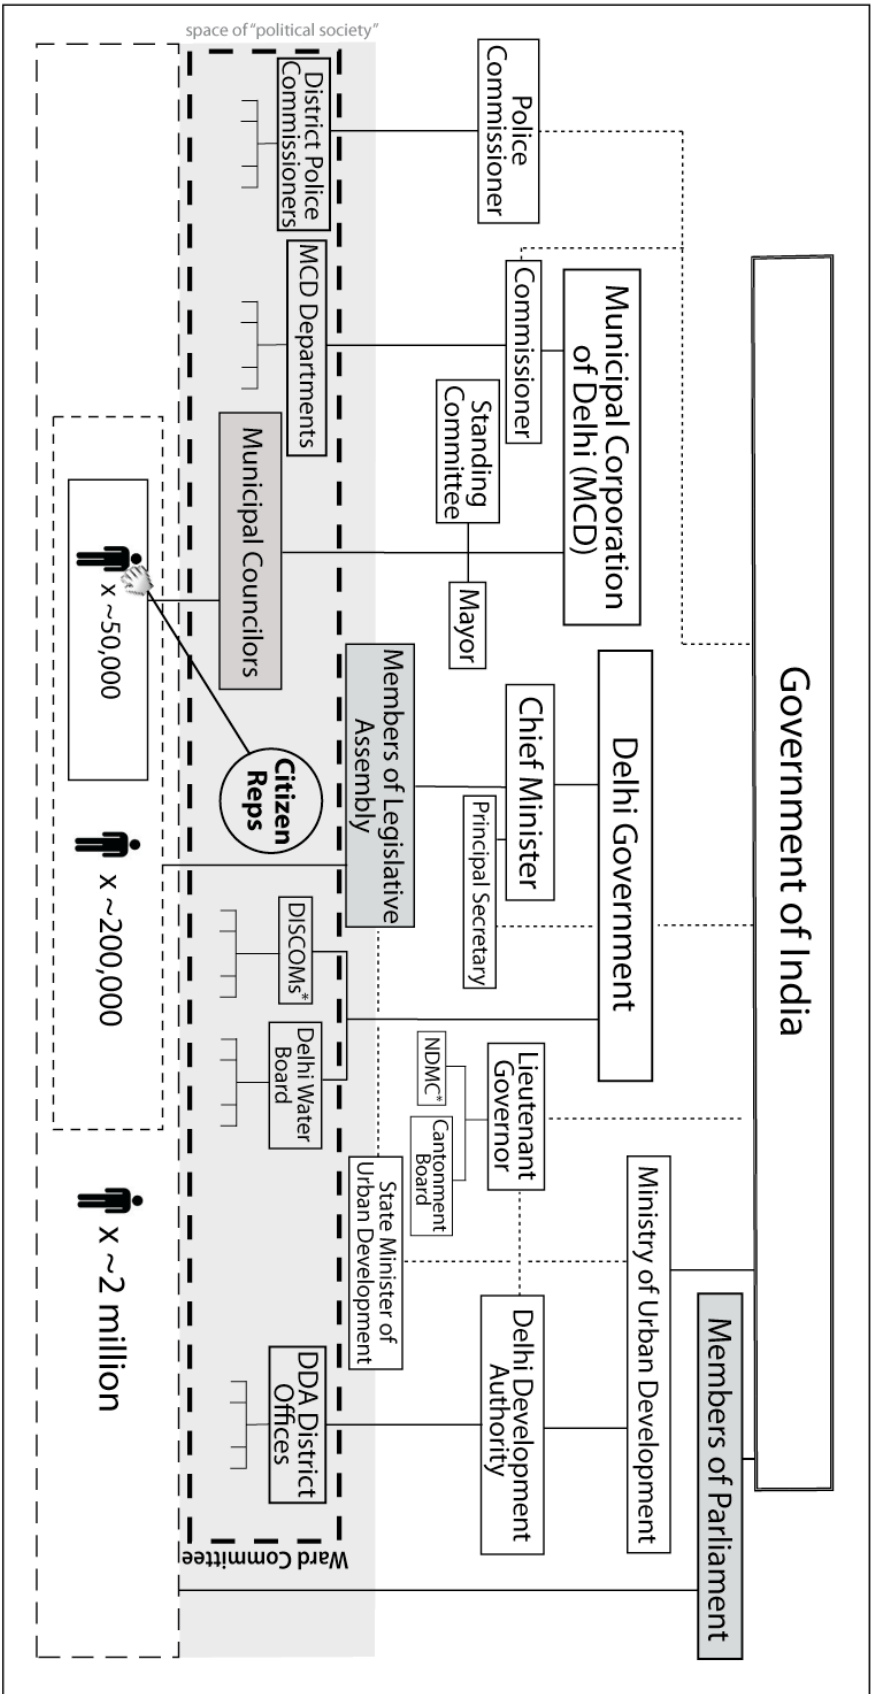 space of "political society"
Government of India
Police
Commissioner
Municipal Corporation
of Delhi (MCD)
Commissioner
Standing
Committee
Mayor
Delhi Government
Chief Minister
Principal Secretary
Members of Legislative
Assembly
Lieutenant
Governor
NDMC*
Cantonment
Board
Ministry of Urban Development
Members of Parliament
State Minister of
Urban Development
Delhi Development
Authority
District Police
Commissioners
MCD Departments
Municipal Councilors
Citizen
Reps
DISCOMs*
Delhi Water
Board
DDA District
Offices
Ward Committee
x ~50,000
x ~200,000
x ~2 million